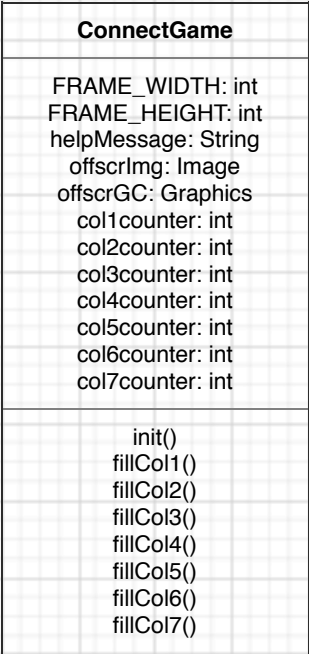 ConnectGame
FRAME_WIDTH: int
FRAME_HEIGHT: int
helpMessage: String
offscrImg: Image
offscrGC: Graphics
col1counter: int
col2counter: int
col3counter: int
col4counter: int
col5counter: int
col6counter: int
col7counter: int
init()
fillCol1()
fillCol2()
fillCol3()
fillCol4()
fillCol5()
fillCol6()
fillCol7()